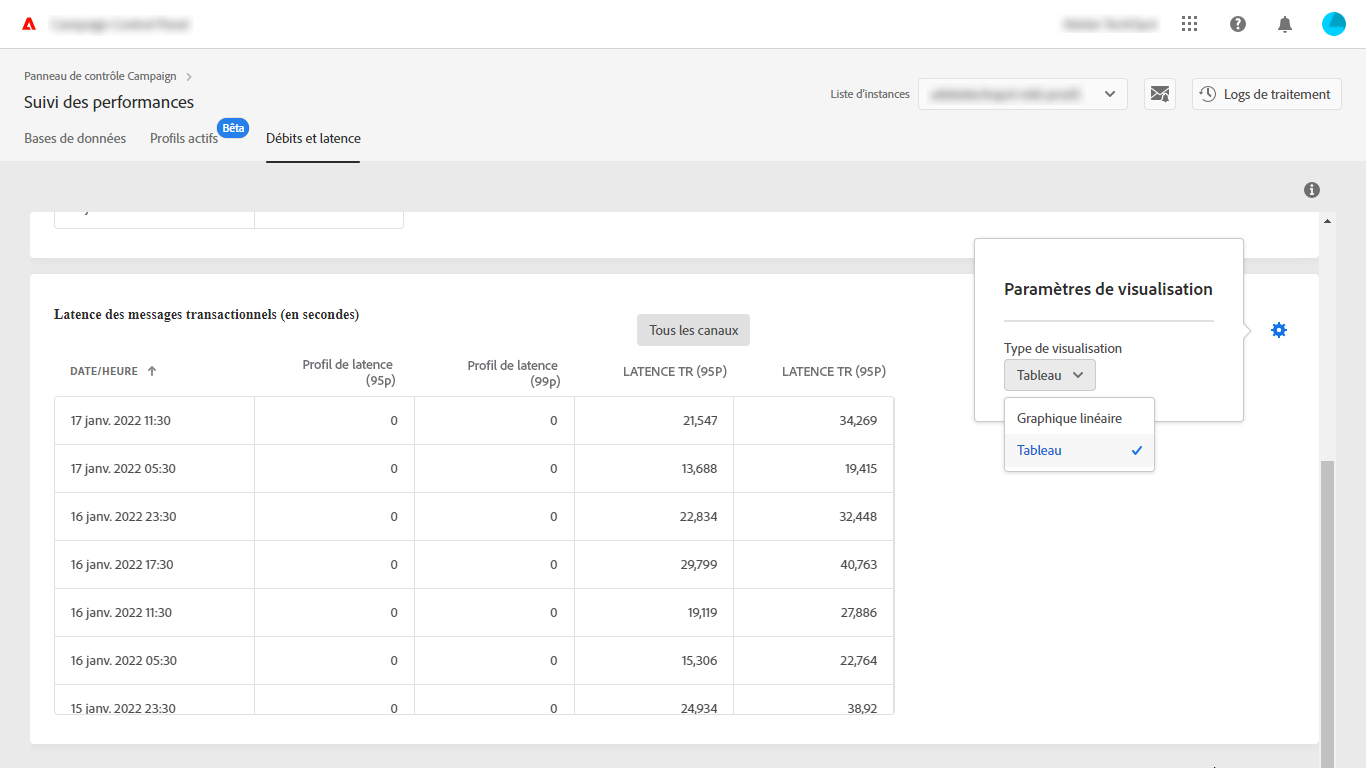 Panneau de contrôle Campaign
Suivi des performances
Liste d'instances
Logs de traitement
Bases de données
Profils actifs
Bêta
Débits et latence
Paramètres de visualisation
Type de visualisation
Tableau
Graphique linéaire
Tableau
Latence des messages transactionnels (en secondes)
Tous les canaux
DATE/HEURE
Profil de latence
(95p)
Profil de latence
(99p)
LATENCE TR (95P)
LATENCE TR (95P)
17 janv. 2022 11:30 0 0 21,547 34,269
17 janv. 2022 05:30 0 0 13,688 19,415
16 janv. 2022 23:30 0 0 22,834 32,448
16 janv. 2022 17:30 0 0 29,799 40,763
16 janv. 2022 11:30 0 0 19,119 27,886
16 janv. 2022 05:30 0 0 15,306 22,764
15 janv. 2022 23:30 0 0 24,934 38,92